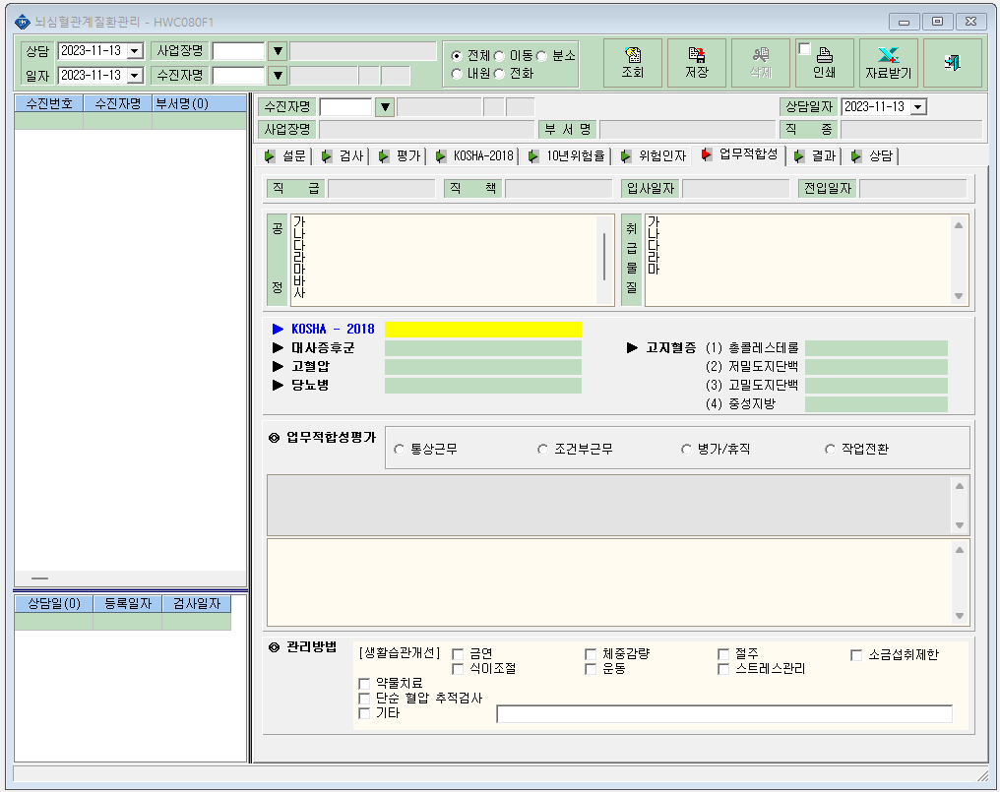 뇌심혈관계질환관리 - HWC080F1
상담 2023-11-13 사업장명 전체 이동 분소
일자 2023-11-13 수진자명 내원 전화
조회 저장 삭제 인쇄 자료받기
수진번호 수진자명 부서명(0)
수진자명 상담일자 2023-11-13
사업장명 부 서 명 직 종
설문 검사 평가 KOSHA-2018 10년위험율 위험인자 업무적합성 결과 상담
직 급 직 책 입사일자 전입일자
공 정
가
나
다
라
마
바
사
취급물질
가
나
다
라
마
KOSHA - 2018
대사증후군 고지혈증 (1) 총콜레스테롤
고혈압 (2) 저밀도지단백
당뇨병 (3) 고밀도지단백
(4) 중성지방
업무적합성평가 통상근무 조건부근무 병가/휴직 작업전환
상담일(0) 등록일자 검사일자
관리방법 [생활습관개선] 금연 체중감량 절주 소금섭취제한
식이조절 운동 스트레스관리
약물치료
단순 혈압 추적검사
기타